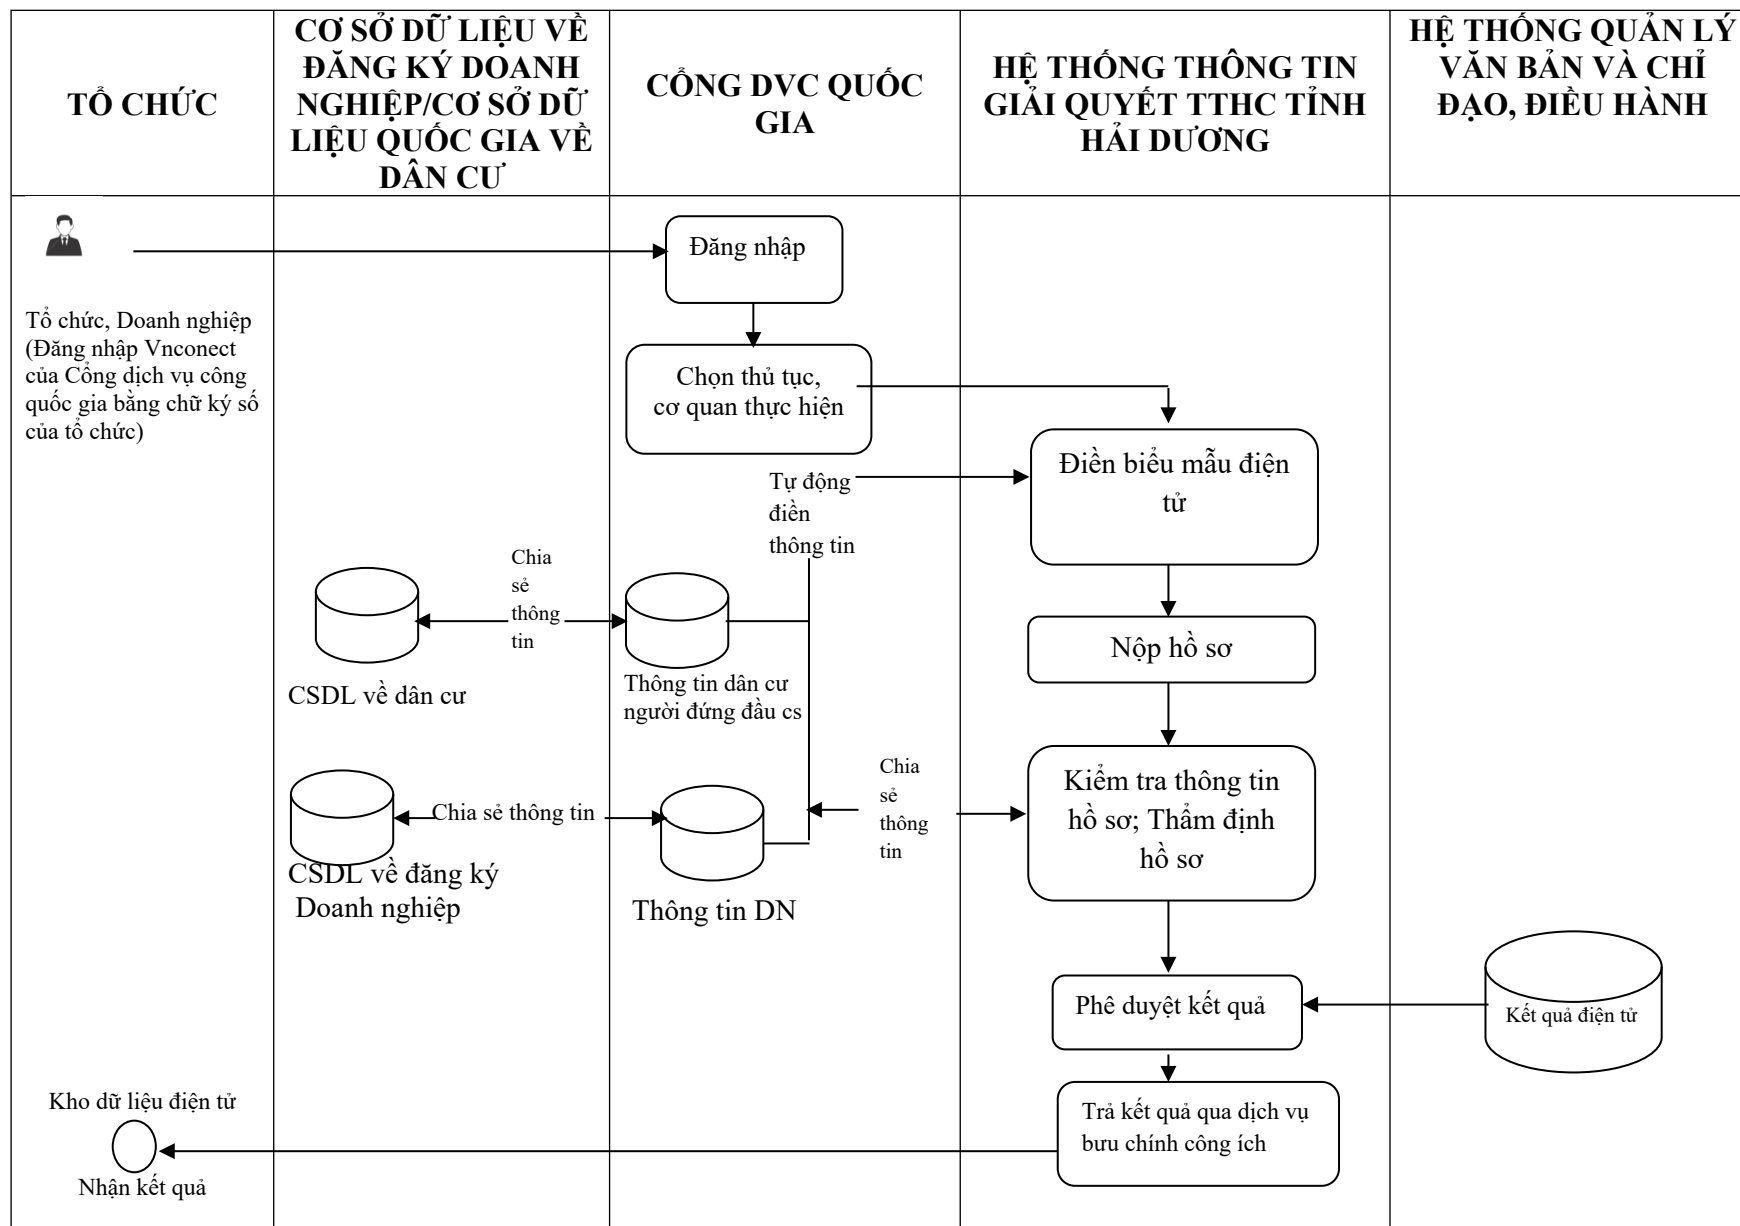 TỔ CHỨC
CƠ SỞ DỮ LIỆU VỀ
ĐĂNG KÝ DOANH
NGHIỆP/CƠ SỞ DỮ
LIỆU QUỐC GIA VỀ
DÂN CƯ
CỔNG DVC QUỐC
GIA
HỆ THỐNG THÔNG TIN
GIẢI QUYẾT TTHC TỈNH
HẢI DƯƠNG
HỆ THỐNG QUẢN LÝ
VĂN BẢN VÀ CHỈ
ĐẠO, ĐIỀU HÀNH
Đăng nhập
Tổ chức, Doanh nghiệp
(Đăng nhập Vnconect
của Cổng dịch vụ công
quốc gia bằng chữ ký số
của tổ chức)
Chọn thủ tục,
cơ quan thực hiện
Điền biểu mẫu điện
tử
Tự động
điền
thông tin
Chia
sẻ
thông
tin
CSDL về dân cư
Thông tin dân cư
người đứng đầu cs
Nộp hồ sơ
Chia sẻ thông tin
CSDL về đăng ký
Doanh nghiệp
Thông tin DN
Chia
sẻ
thông
tin
Kiểm tra thông tin
hồ sơ; Thẩm định
hồ sơ
Phê duyệt kết quả
Kết quả điện tử
Trả kết quả qua dịch vụ
bưu chính công ích
Kho dữ liệu điện tử
Nhận kết quả